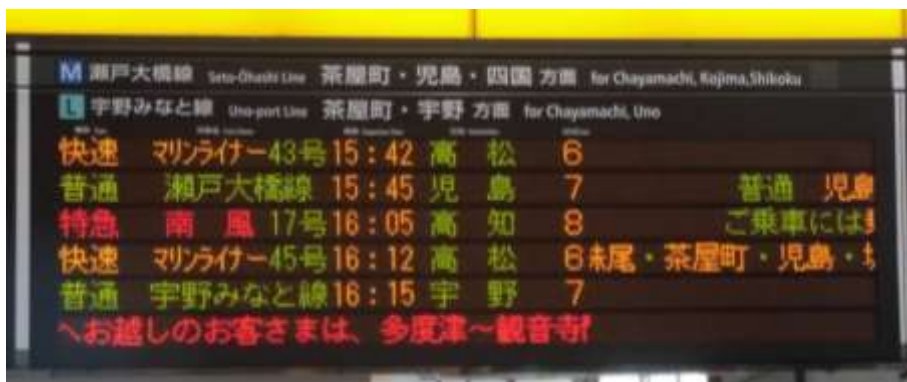 M 瀬戸大橋線 Seto-Ōhashi Line 茶屋町・児島・四国 方面 for Chayamachi, Kojima,Shikoku
L 宇野みなと線 Uno-port Line 茶屋町・宇野 方面 for Chayamachi, Uno
快速 マリンライナー43号 15:42 高松 6
普通 瀬戸大橋線 15:45 児島 7 普通 児島
特急 南風 17号 16:05 高知 8 ご乗車には
快速 マリンライナー45号 16:12 高松 6 尾・茶屋町・児島・
普通 宇野みなと線 16:15 宇野 7
へお越しのお客さまは、多度津～観音寺